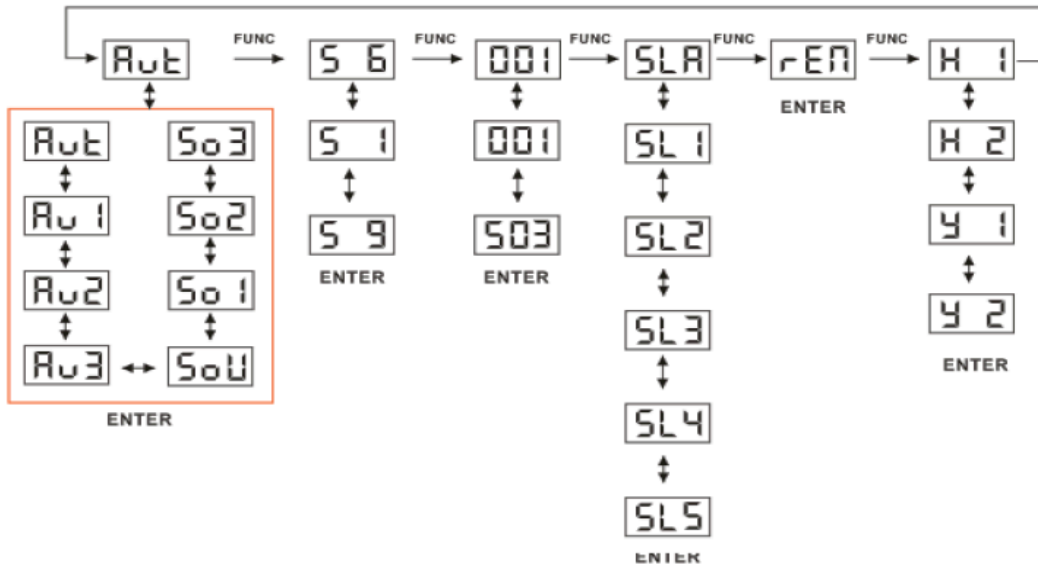 Aut FUNC S 6 FUNC 001 FUNC SLA FUNC rEM FUNC H 1
ENTER
Aut So3 S 1 001 SL1 H 2
Au1 So2 S 9 S03 SL2 Y 1
ENTER ENTER
Au2 So1 SL3 Y 2
Au3 SoU ENTER
ENTER
SL4
SL5
ENTER